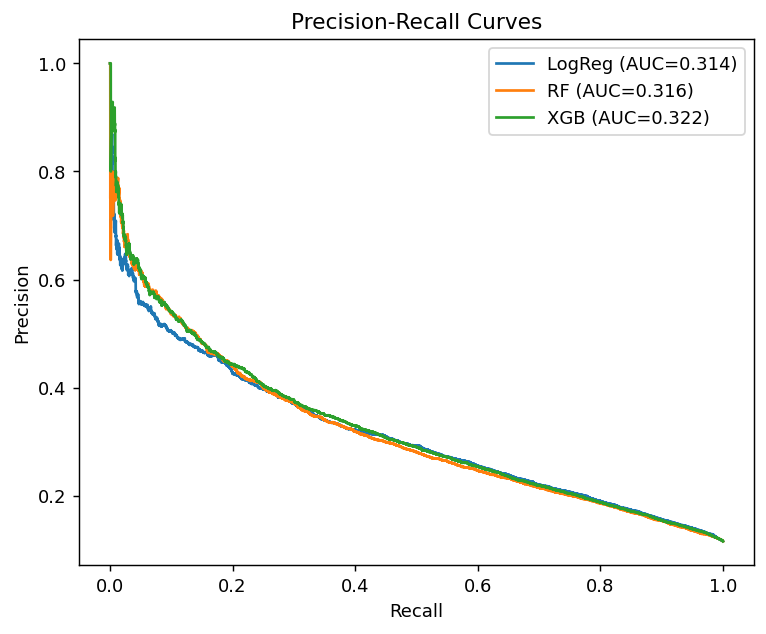 Precision-Recall Curves
LogReg (AUC=0.314)
RF (AUC=0.316)
XGB (AUC=0.322)
1.0
0.8
0.6
0.4
0.2
Precision
0.0
0.2
0.4
0.6
0.8
1.0
Recall